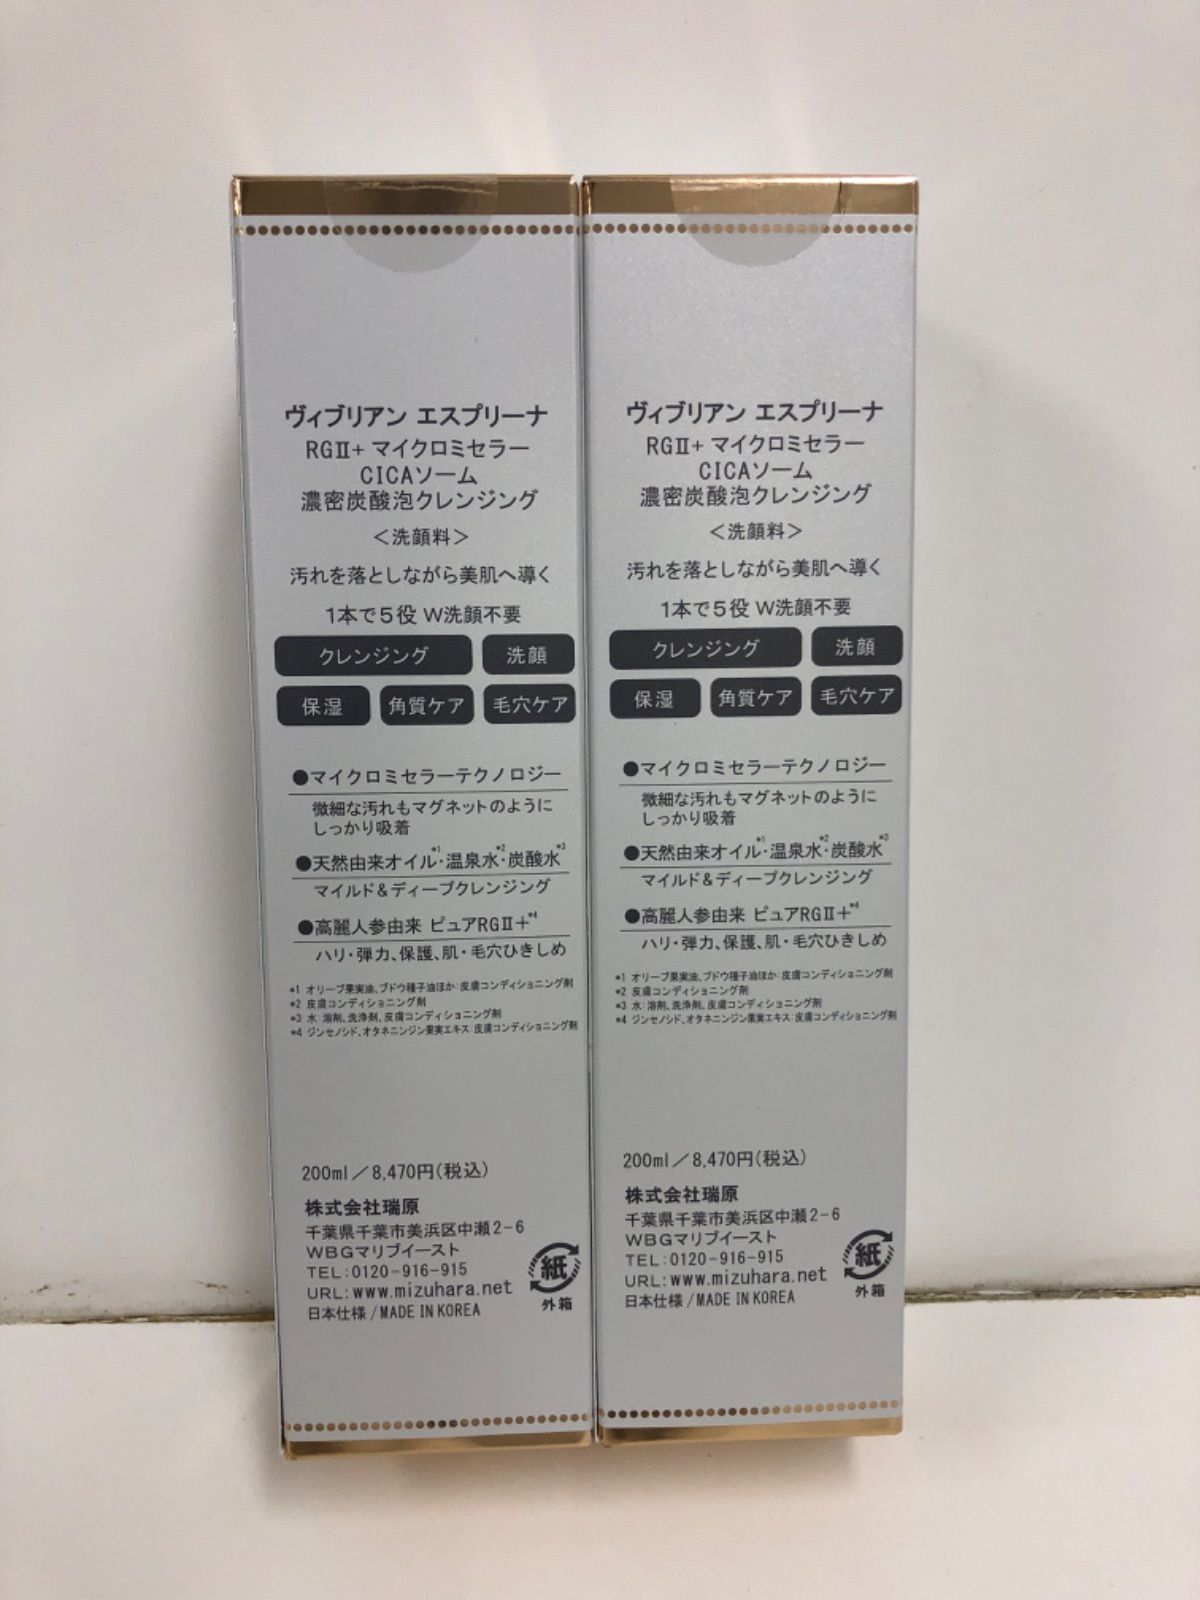 ヴィブリアン エスプリーナ
RGⅡ+ マイクロミセラー
CICAソーム
濃密炭酸泡クレンジング
＜洗顔料＞
汚れを落としながら美肌へ導く
1本で5役 W洗顔不要
クレンジング 洗顔
保湿 角質ケア 毛穴ケア
●マイクロミセラーテクノロジー
微細な汚れもマグネットのように
しっかり吸着
●天然由来オイル*1・温泉水*2・炭酸水*3
マイルド&ディープクレンジング
●高麗人参由来 ピュアRGⅡ+*4
ハリ・弾力、保護、肌・毛穴ひきしめ
*1 オリーブ果実油、ブドウ種子油ほか:皮膚コンディショニング剤
*2 皮膚コンディショニング剤
*3 水:溶剤、洗浄剤、皮膚コンディショニング剤
*4 ジンセノシド、オタネニンジン果実エキス:皮膚コンディショニング剤
200ml／8,470円(税込)
株式会社瑞原
千葉県千葉市美浜区中瀬2-6
WBGマリブイースト
TEL:0120-916-915
URL:www.mizuhara.net
日本仕様/MADE IN KOREA
紙
外箱
ヴィブリアン エスプリーナ
RGⅡ+ マイクロミセラー
CICAソーム
濃密炭酸泡クレンジング
＜洗顔料＞
汚れを落としながら美肌へ導く
1本で5役 W洗顔不要
クレンジング 洗顔
保湿 角質ケア 毛穴ケア
●マイクロミセラーテクノロジー
微細な汚れもマグネットのように
しっかり吸着
●天然由来オイル*1・温泉水*2・炭酸水*3
マイルド&ディープクレンジング
●高麗人参由来 ピュアRGⅡ+*4
ハリ・弾力、保護、肌・毛穴ひきしめ
*1 オリーブ果実油、ブドウ種子油ほか:皮膚コンディショニング剤
*2 皮膚コンディショニング剤
*3 水:溶剤、洗浄剤、皮膚コンディショニング剤
*4 ジンセノシド、オタネニンジン果実エキス:皮膚コンディショニング剤
200ml／8,470円(税込)
株式会社瑞原
千葉県千葉市美浜区中瀬2-6
WBGマリブイースト
TEL:0120-916-915
URL:www.mizuhara.net
日本仕様/MADE IN KOREA
紙
外箱